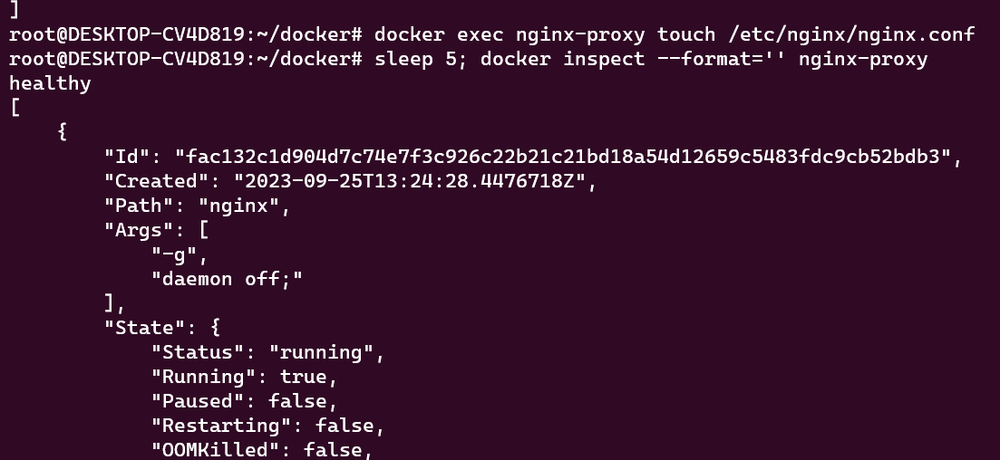 ]
root@DESKTOP-CV4D819:~/docker# docker exec nginx-proxy touch /etc/nginx/nginx.conf
root@DESKTOP-CV4D819:~/docker# sleep 5; docker inspect --format='' nginx-proxy
healthy
[
    {
        "Id": "fac132c1d904d7c74e7f3c926c22b21c21bd18a54d12659c5483fdc9cb52bdb3",
        "Created": "2023-09-25T13:24:28.4476718Z",
        "Path": "nginx",
        "Args": [
            "-g",
            "daemon off;"
        ],
        "State": {
            "Status": "running",
            "Running": true,
            "Paused": false,
            "Restarting": false,
            "OOMKilled": false,